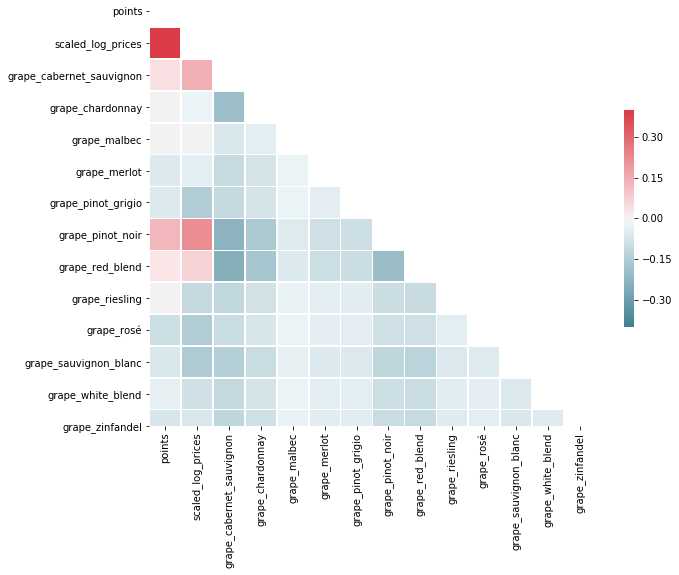 points
scaled_log_prices
grape_cabernet_sauvignon
grape_chardonnay
grape_malbec
grape_merlot
grape_pinot_grigio
grape_pinot_noir
grape_red_blend
grape_riesling
grape_rosé
grape_sauvignon_blanc
grape_white_blend
grape_zinfandel
0.30
0.15
0.00
−0.15
−0.30
points
scaled_log_prices
grape_cabernet_sauvignon
grape_chardonnay
grape_malbec
grape_merlot
grape_pinot_grigio
grape_pinot_noir
grape_red_blend
grape_riesling
grape_rosé
grape_sauvignon_blanc
grape_white_blend
grape_zinfandel